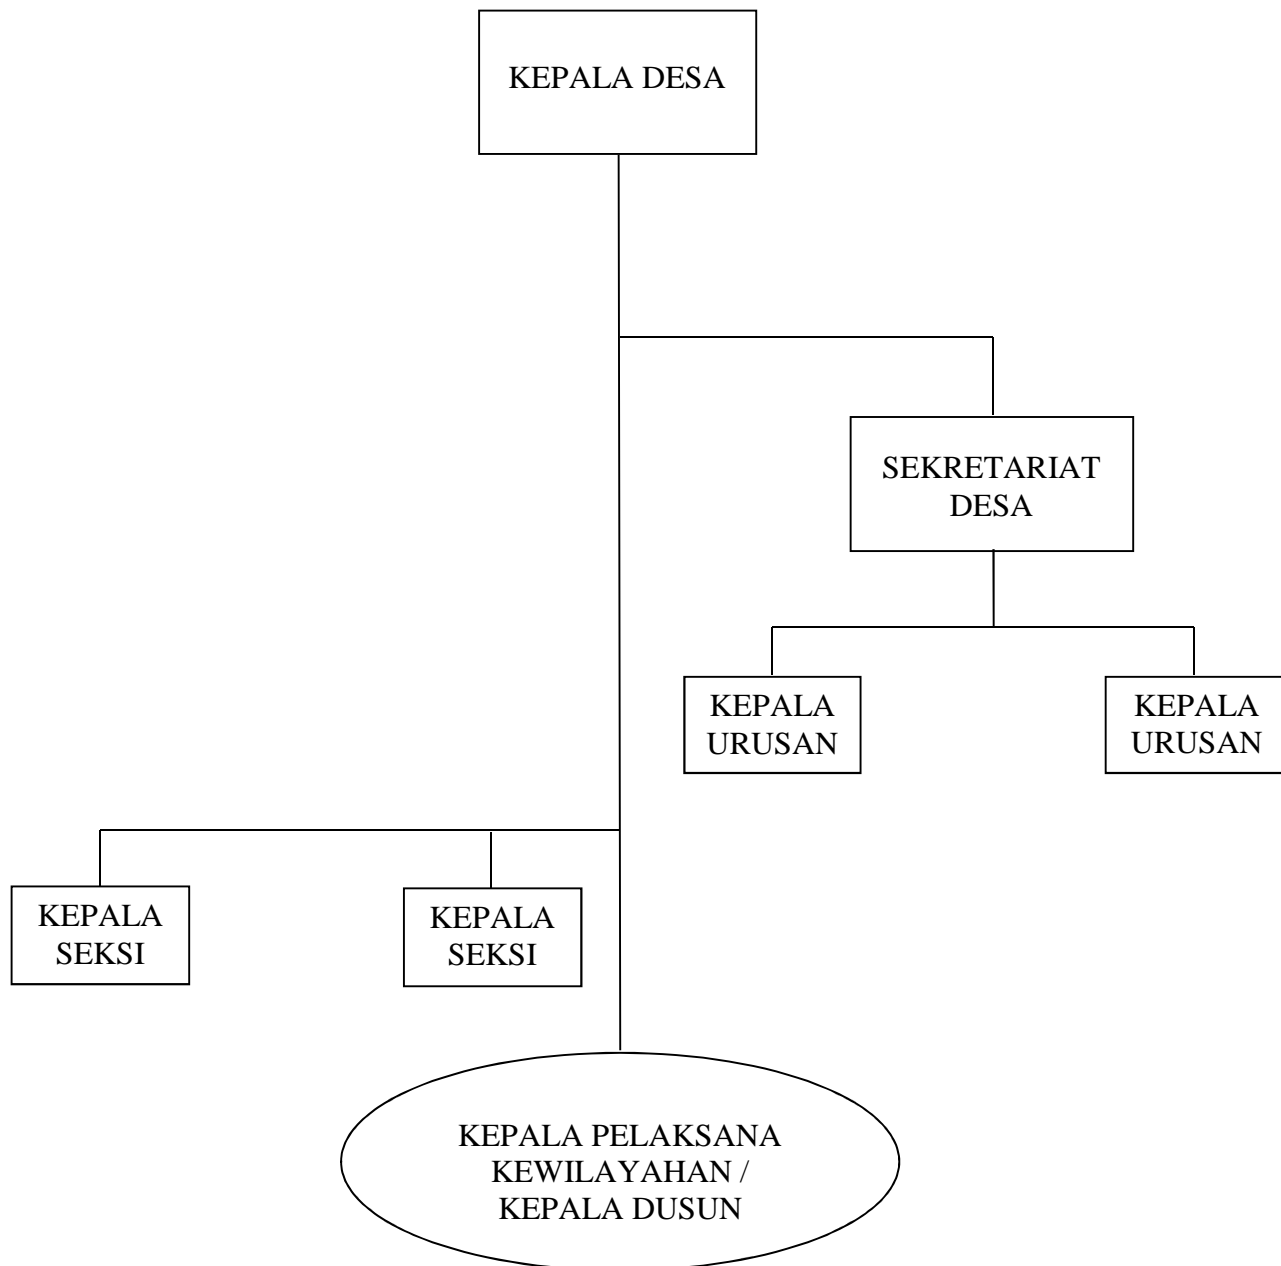 KEPALA DESA
SEKRETARIAT
DESA
KEPALA
URUSAN
KEPALA
URUSAN
KEPALA
SEKSI
KEPALA
SEKSI
KEPALA PELAKSANA
KEWILAYAHAN /
KEPALA DUSUN